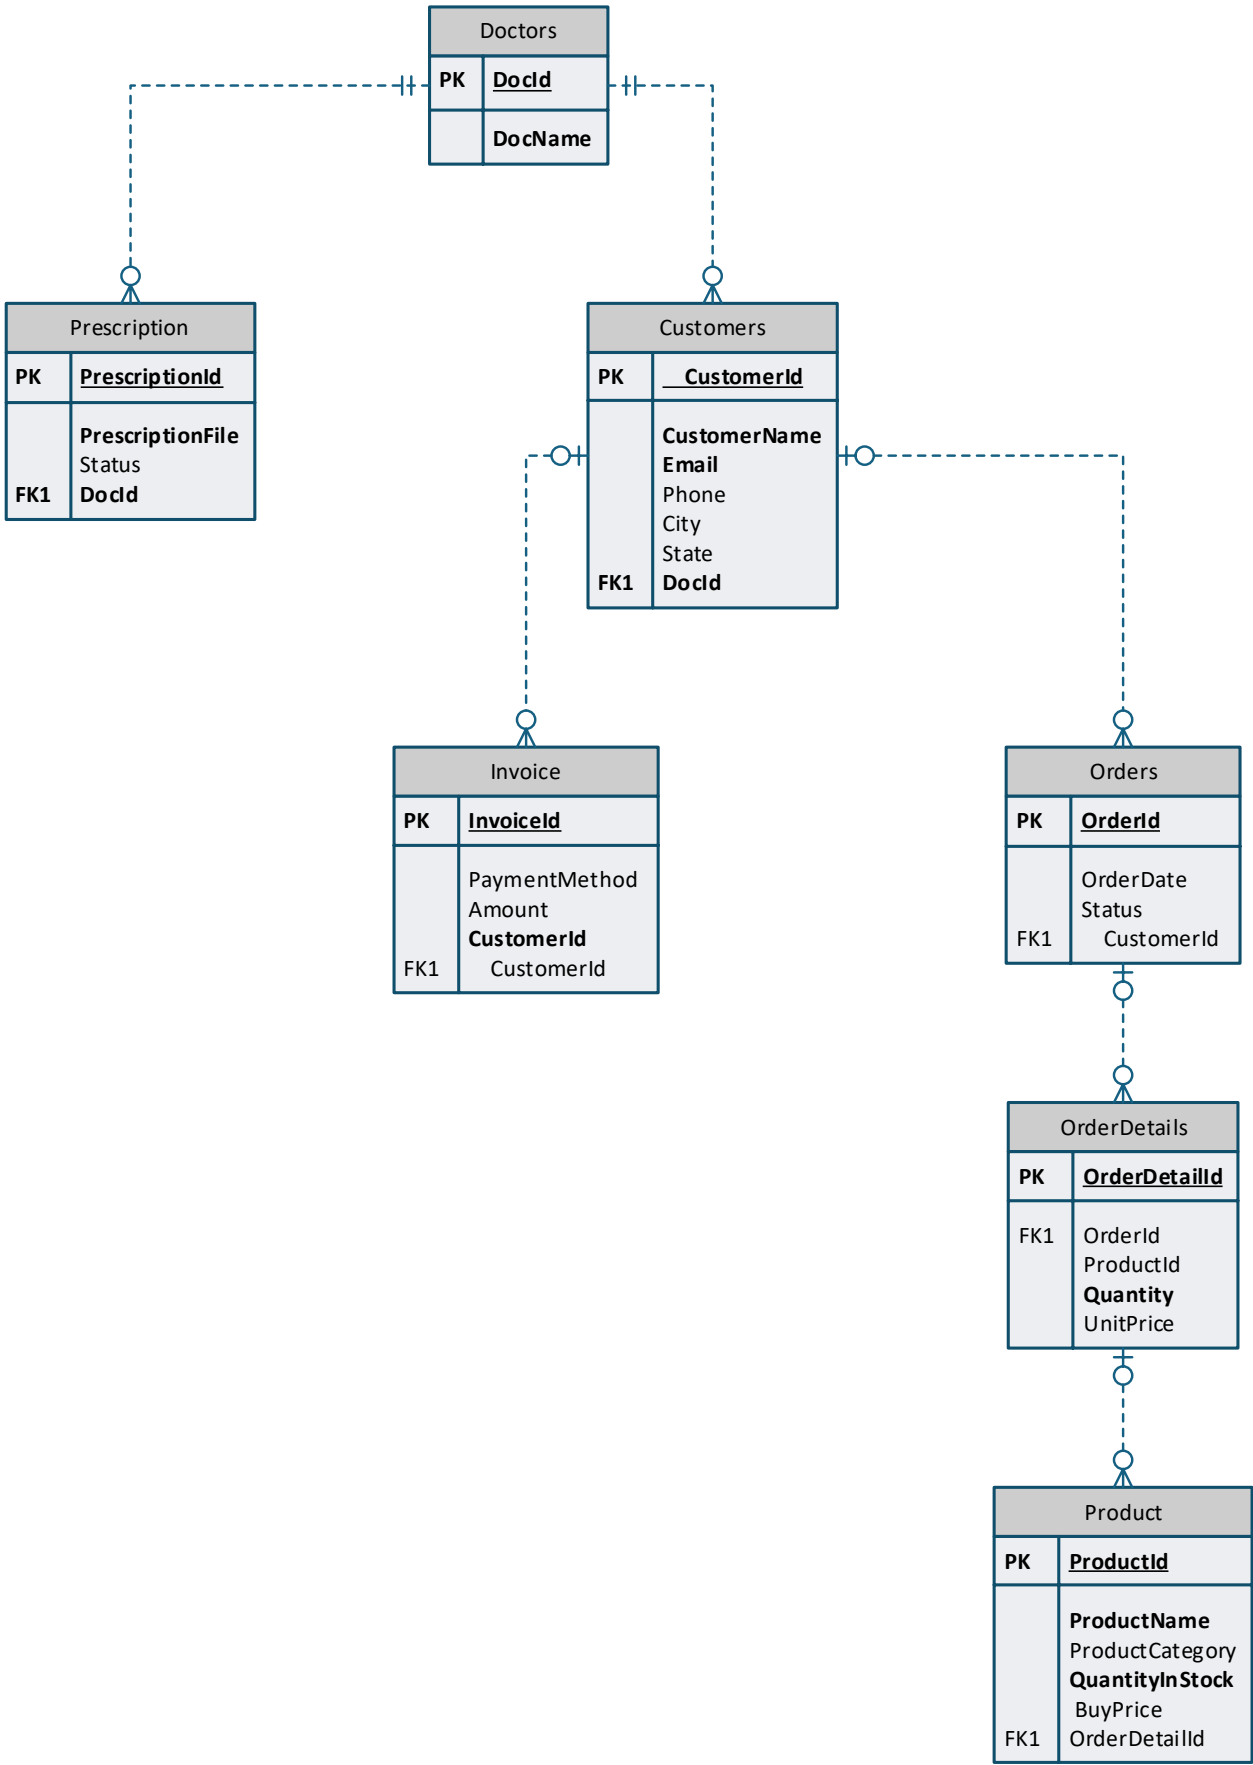 Doctors
PK DocId
DocName
Prescription
PK PrescriptionId
PrescriptionFile
Status
FK1 DocId
Customers
PK CustomerId
CustomerName
Email
Phone
City
State
FK1 DocId
Invoice
PK InvoiceId
PaymentMethod
Amount
CustomerId
FK1 CustomerId
Orders
PK OrderId
OrderDate
Status
FK1 CustomerId
OrderDetails
PK OrderDetailId
FK1 OrderId
ProductId
Quantity
UnitPrice
Product
PK ProductId
ProductName
ProductCategory
QuantityInStock
BuyPrice
FK1 OrderDetailId